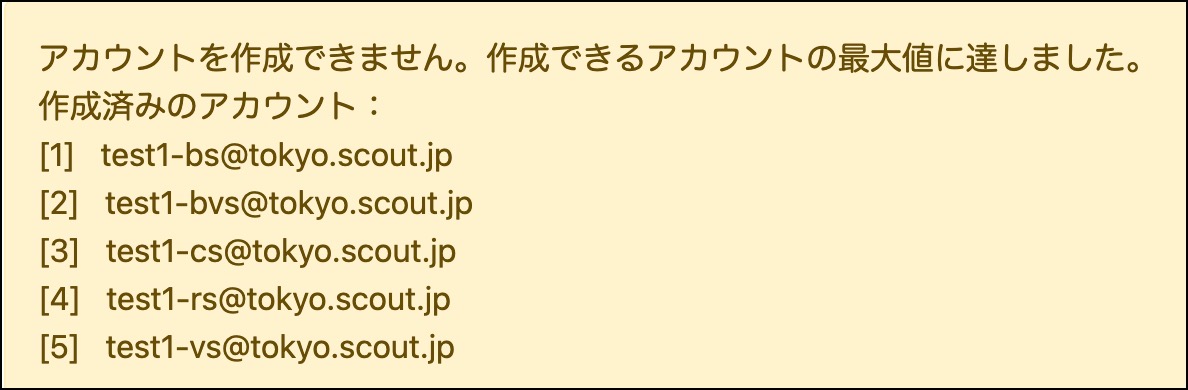 アカウントを作成できません。作成できるアカウントの最大値に達しました。
作成済みのアカウント：
[1] test1-bs@tokyo.scout.jp
[2] test1-bvs@tokyo.scout.jp
[3] test1-cs@tokyo.scout.jp
[4] test1-rs@tokyo.scout.jp
[5] test1-vs@tokyo.scout.jp